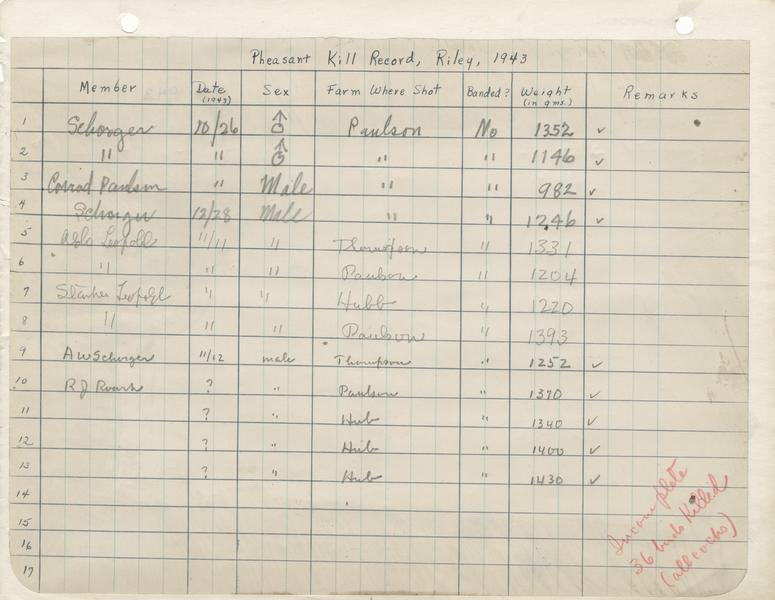 Pheasant Kill Record, Riley, 1943
Member Date (1943) Sex Farm Where Shot Banded? Weight (in gms.) Remarks
1 Schorger 10/26 ♂ Paulson No 1352 ✓
2 " " ♂ " " 1146 ✓
3 Conrad Paulson " Male " " 982 ✓
4 Schorger 12/28 Male " " 1246 ✓
5 Aldo Leopold 11/11 " Thompson " 1331
6 " " " Paulson " 1204
7 Starker Leopold " " Hubb " 1220
8 " " " Paulson " 1393
9 AW Schorger 11/12 male Thompson " 1252 ✓
10 R J Roark ? " Paulson " 1370 ✓
11 ? " Hub " 1340 ✓
12 ? " Hub " 1400 ✓
13 ? " Hub " 1430 ✓
14
15
16
17
Incomplete
36 birds killed
(all cocks)